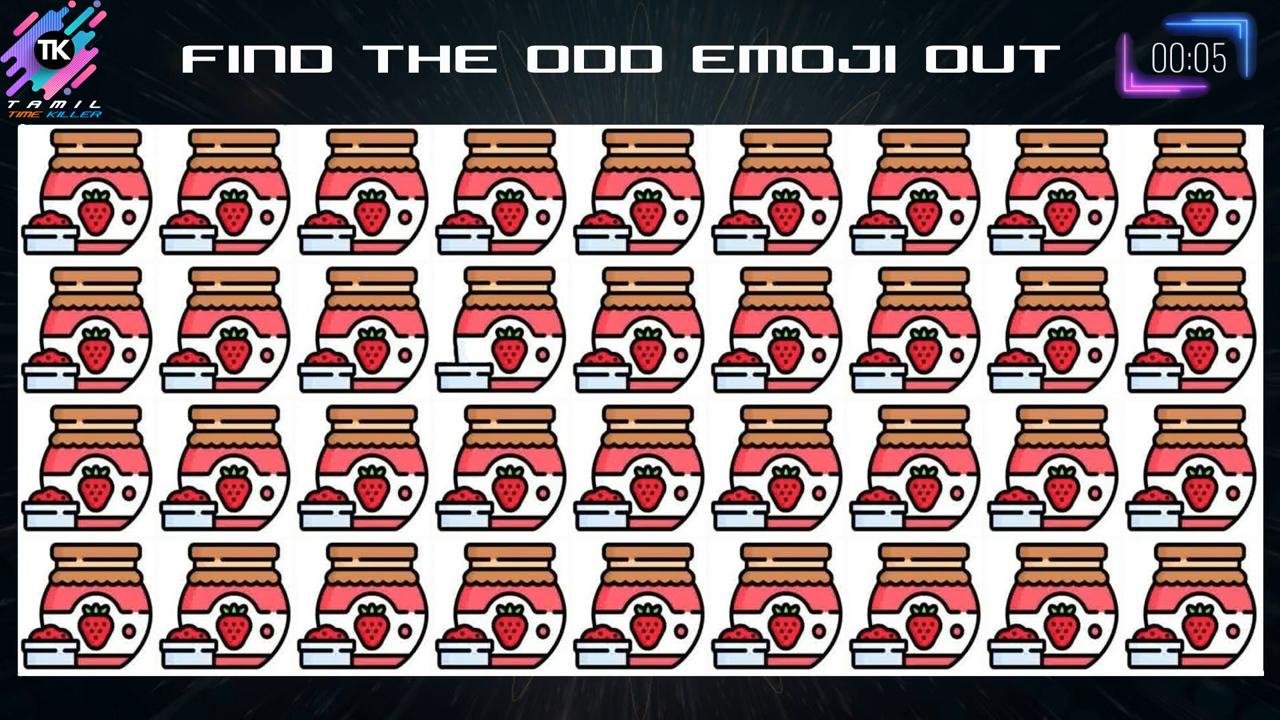 TK
TAMIL
TIME KILLER
FIND THE ODD EMOJI OUT
00:05